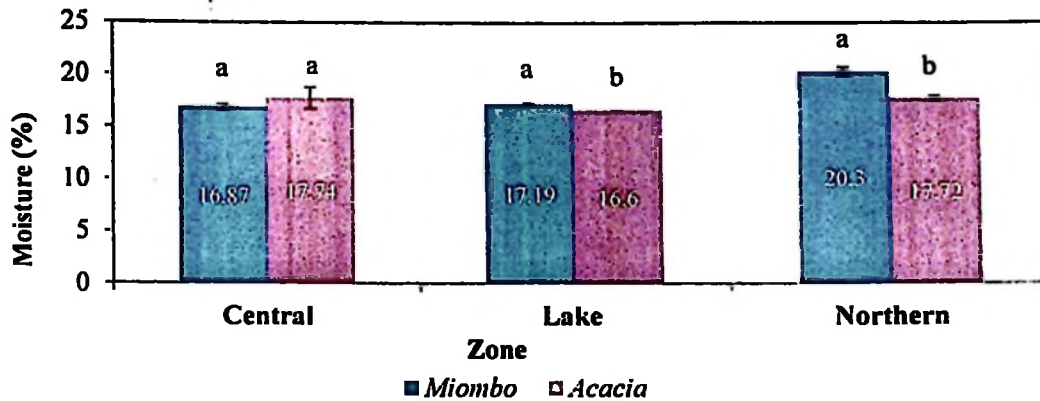 25
20
15
10
5
0
Moisture (%)
a a a b a b
16.87 17.74 17.19 16.6 20.3 17.72
Central Lake Northern
Zone
Miombo Acacia